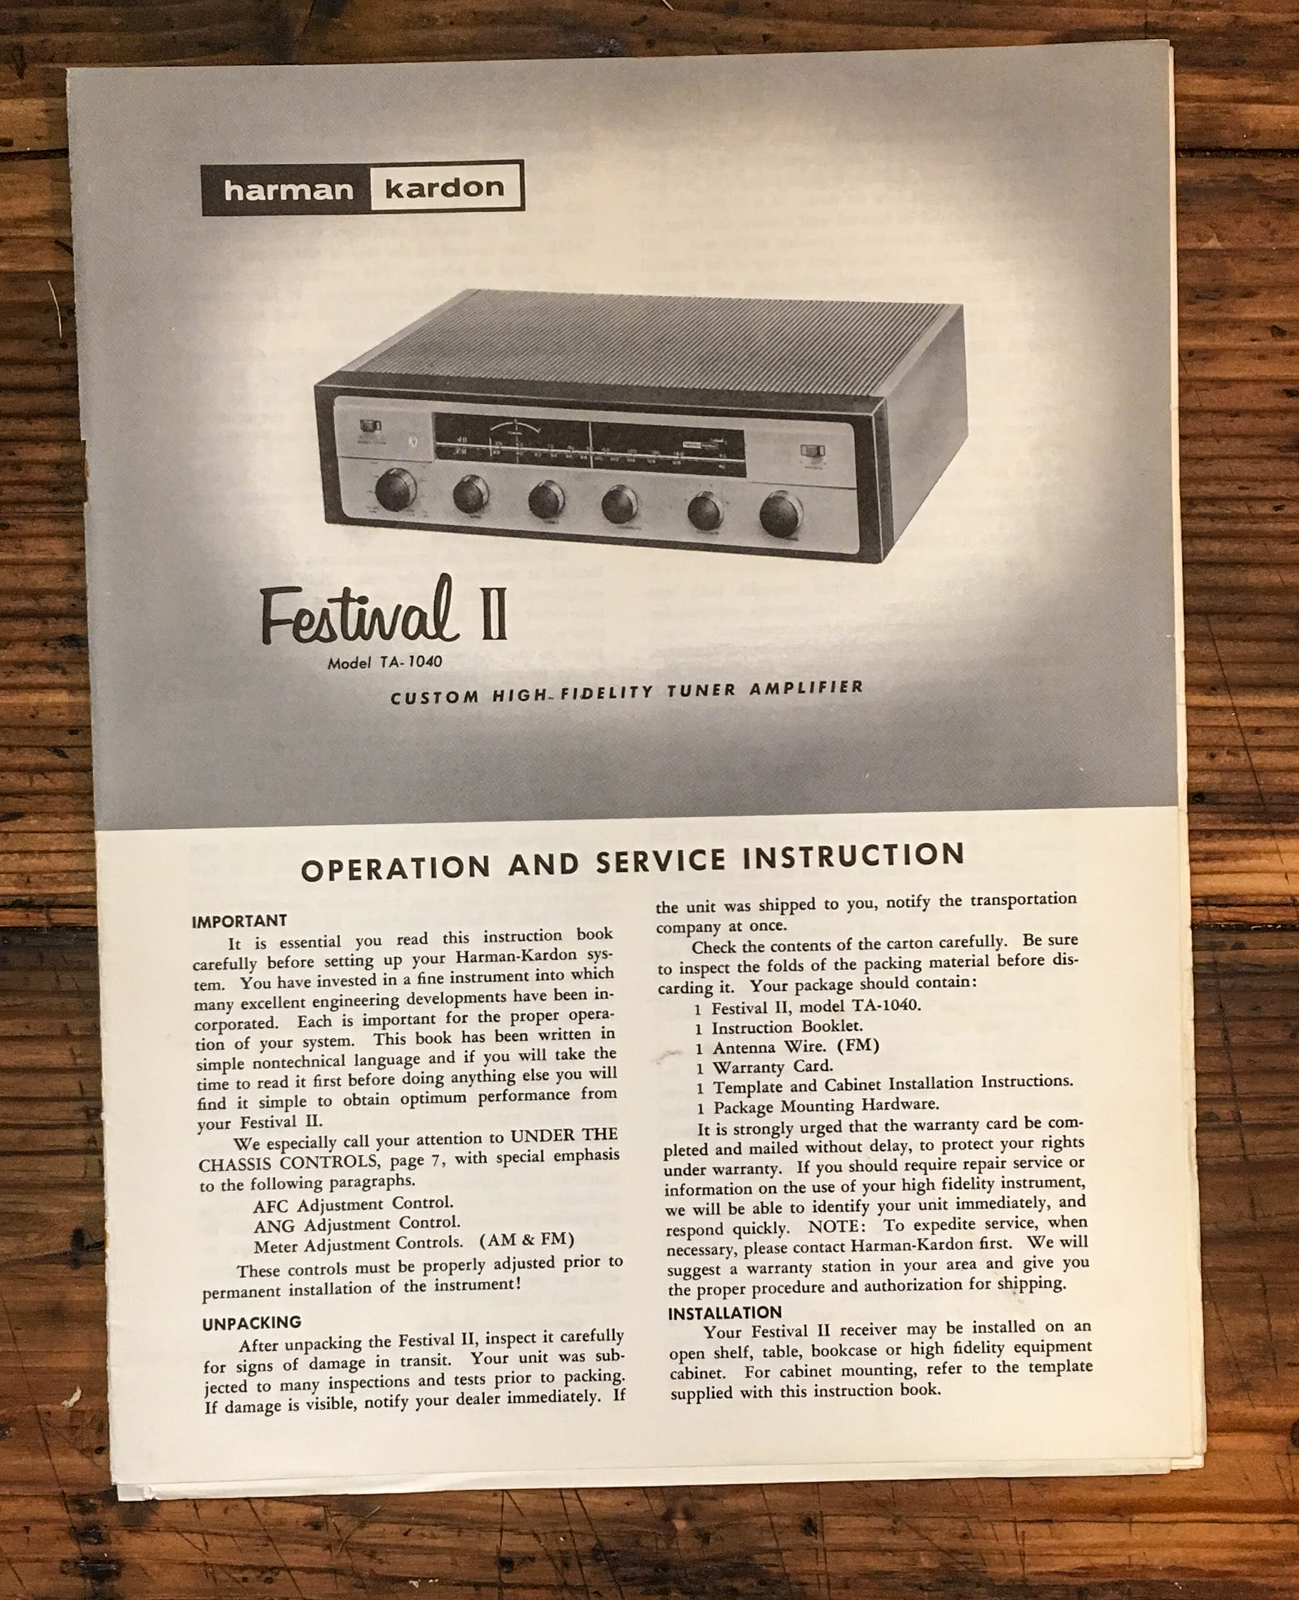 harman kardon
Festival II
Model TA-1040
CUSTOM HIGH-FIDELITY TUNER AMPLIFIER
OPERATION AND SERVICE INSTRUCTION
IMPORTANT
It is essential you read this instruction book
carefully before setting up your Harman-Kardon sys-
tem. You have invested in a fine instrument into which
many excellent engineering developments have been in-
corporated. Each is important for the proper opera-
tion of your system. This book has been written in
simple nontechnical language and if you will take the
time to read it first before doing anything else you will
find it simple to obtain optimum performance from
your Festival II.
We especially call your attention to UNDER THE
CHASSIS CONTROLS, page 7, with special emphasis
to the following paragraphs.
AFC Adjustment Control.
ANG Adjustment Control.
Meter Adjustment Controls. (AM & FM)
These controls must be properly adjusted prior to
permanent installation of the instrument!
UNPACKING
After unpacking the Festival II, inspect it carefully
for signs of damage in transit. Your unit was sub-
jected to many inspections and tests prior to packing.
If damage is visible, notify your dealer immediately. If
the unit was shipped to you, notify the transportation
company at once.
Check the contents of the carton carefully. Be sure
to inspect the folds of the packing material before dis-
carding it. Your package should contain:
1 Festival II, model TA-1040.
1 Instruction Booklet.
1 Antenna Wire. (FM)
1 Warranty Card.
1 Template and Cabinet Installation Instructions.
1 Package Mounting Hardware.
It is strongly urged that the warranty card be com-
pleted and mailed without delay, to protect your rights
under warranty. If you should require repair service or
information on the use of your high fidelity instrument,
we will be able to identify your unit immediately, and
respond quickly. NOTE: To expedite service, when
necessary, please contact Harman-Kardon first. We will
suggest a warranty station in your area and give you
the proper procedure and authorization for shipping.
INSTALLATION
Your Festival II receiver may be installed on an
open shelf, table, bookcase or high fidelity equipment
cabinet. For cabinet mounting, refer to the template
supplied with this instruction book.